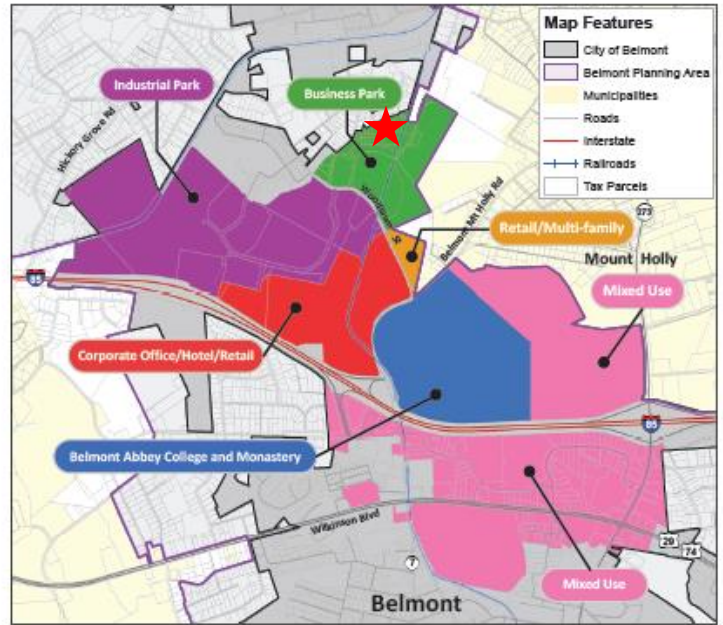 Map Features
City of Belmont
Belmont Planning Area
Municipalities
Roads
Interstate
Railroads
Tax Parcels
Industrial Park
Business Park
Hickory Grove Rd
Woodlawn St
Belmont Mt Holly Rd
273
Retail/Multi-family
Mount Holly
85
Mixed Use
Corporate Office/Hotel/Retail
85
Belmont Abbey College and Monastery
Wilkinson Blvd
29
74
7
Mixed Use
Belmont